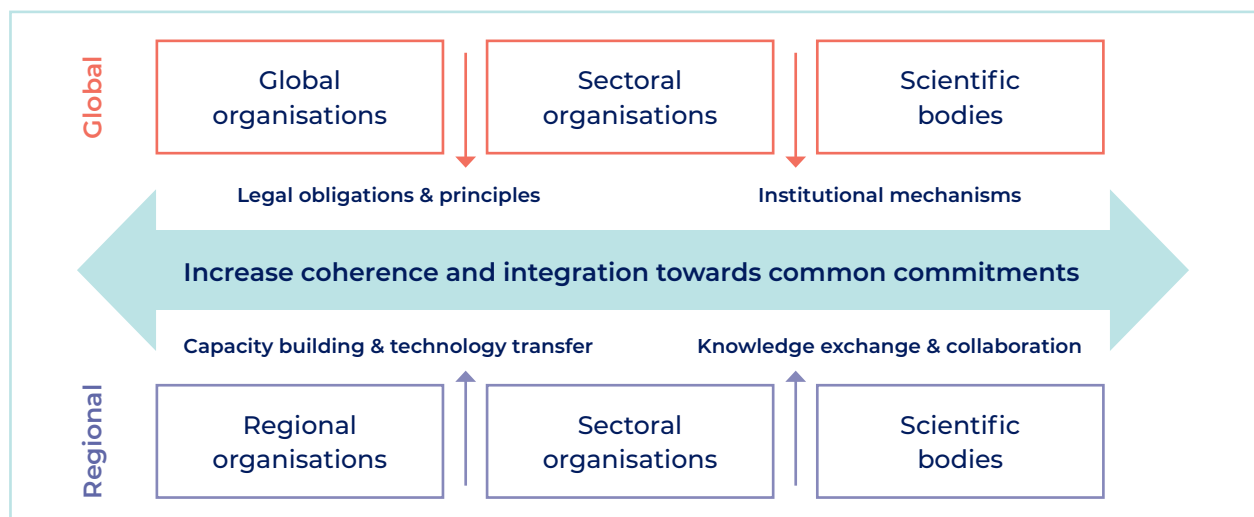 Global
Global
organisations
Sectoral
organisations
Scientific
bodies
Legal obligations & principles
Institutional mechanisms
Increase coherence and integration towards common commitments
Capacity building & technology transfer
Knowledge exchange & collaboration
Regional
Regional
organisations
Sectoral
organisations
Scientific
bodies